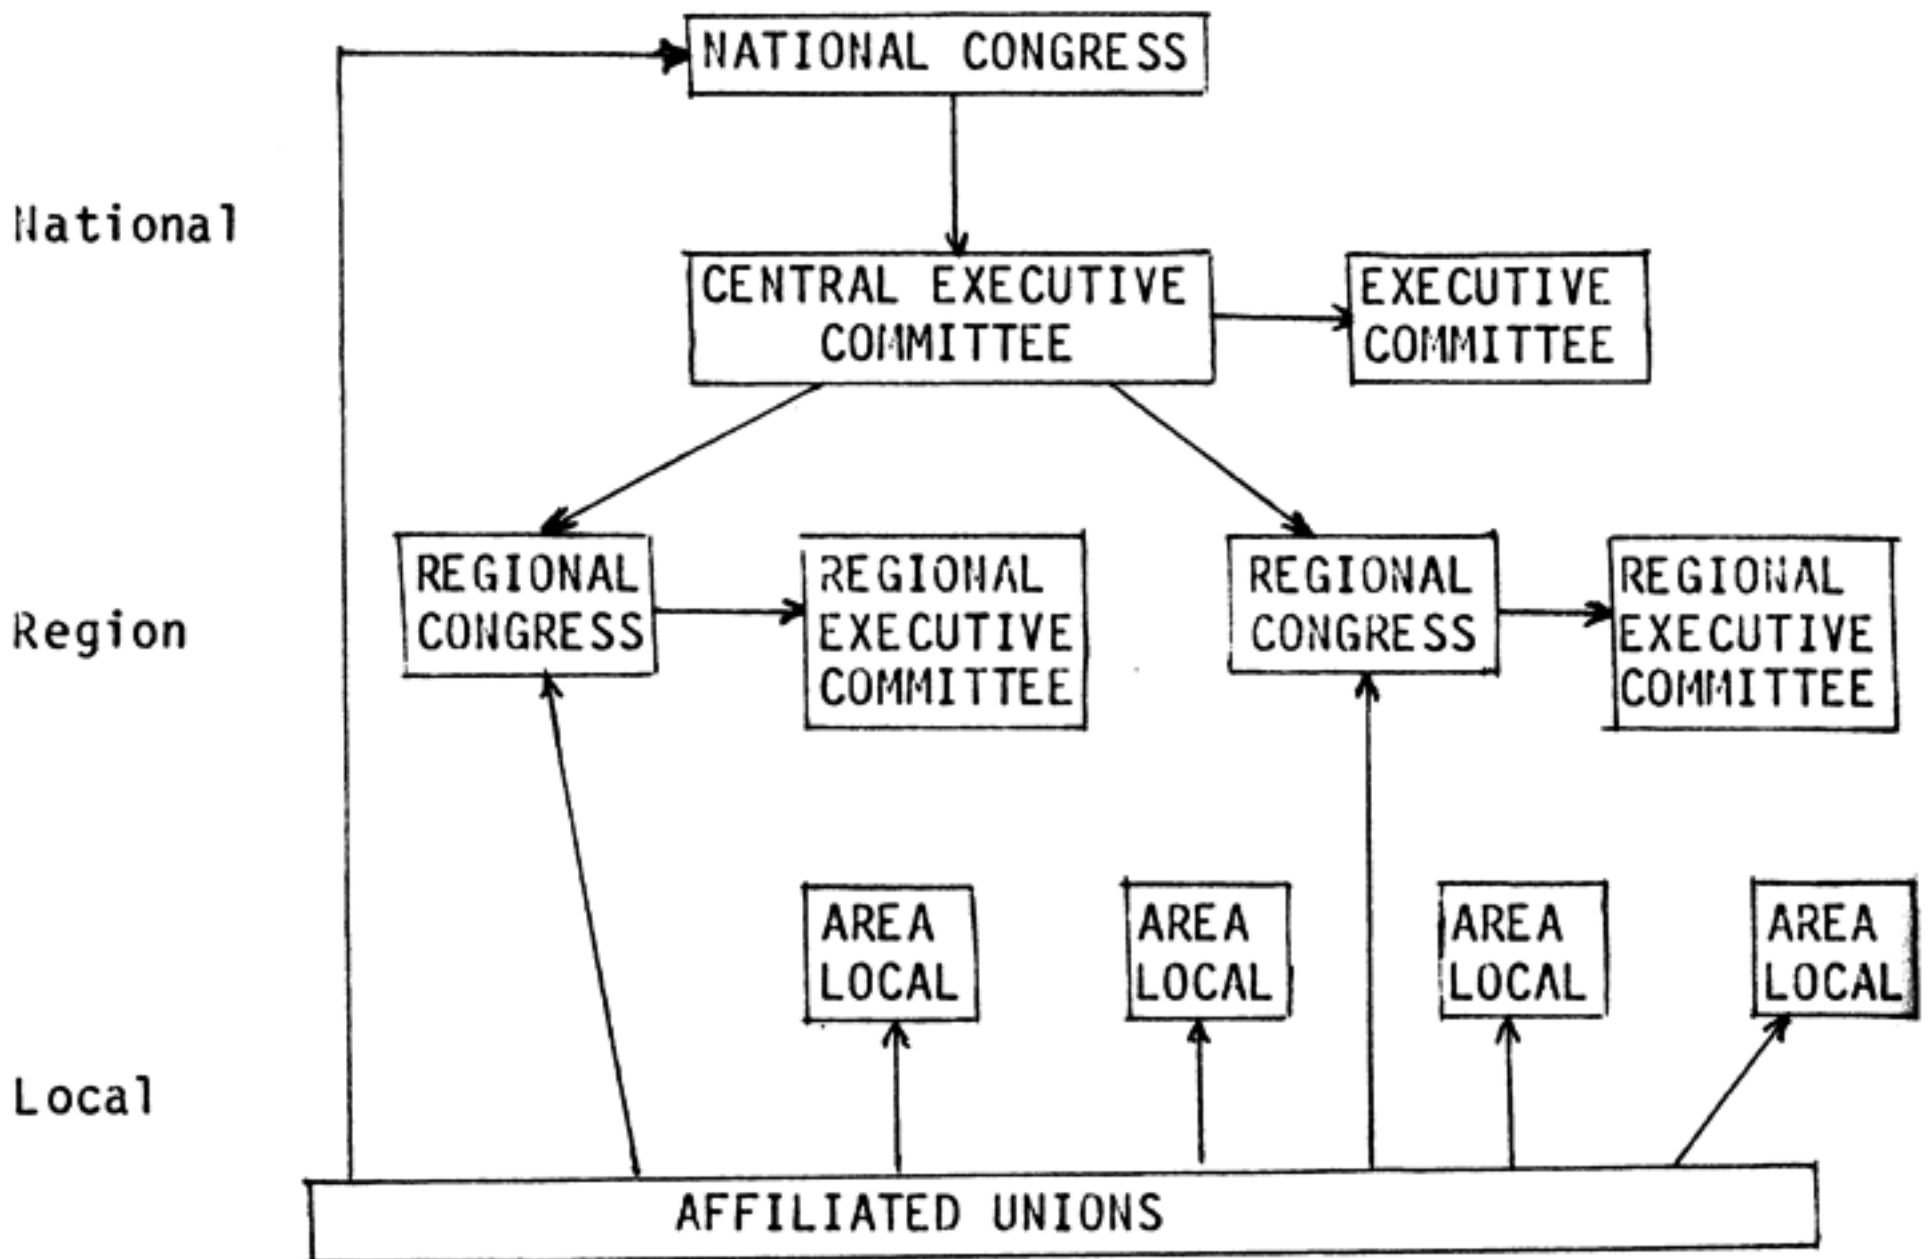 NATIONAL CONGRESS
National
CENTRAL EXECUTIVE
COMMITTEE
EXECUTIVE
COMMITTEE
Region
REGIONAL
CONGRESS
REGIONAL
EXECUTIVE
COMMITTEE
REGIONAL
CONGRESS
REGIONAL
EXECUTIVE
COMMITTEE
AREA
LOCAL
AREA
LOCAL
AREA
LOCAL
AREA
LOCAL
Local
AFFILIATED UNIONS